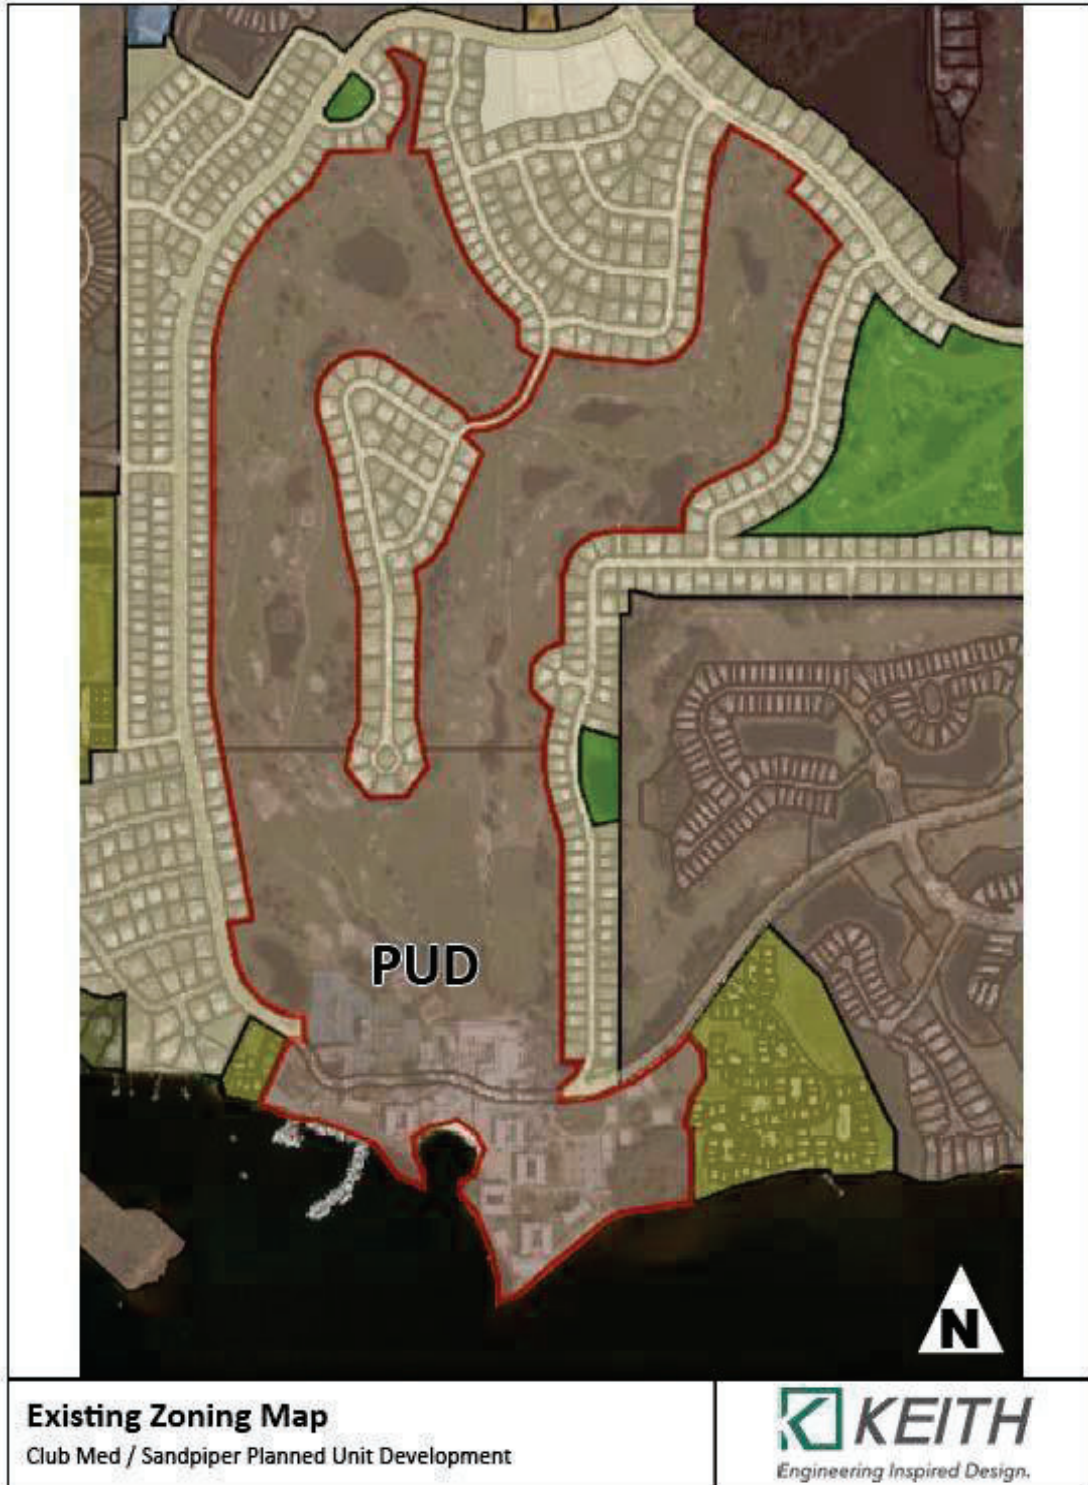 PUD
N
Existing Zoning Map
Club Med / Sandpiper Planned Unit Development
KEITH
Engineering Inspired Design.